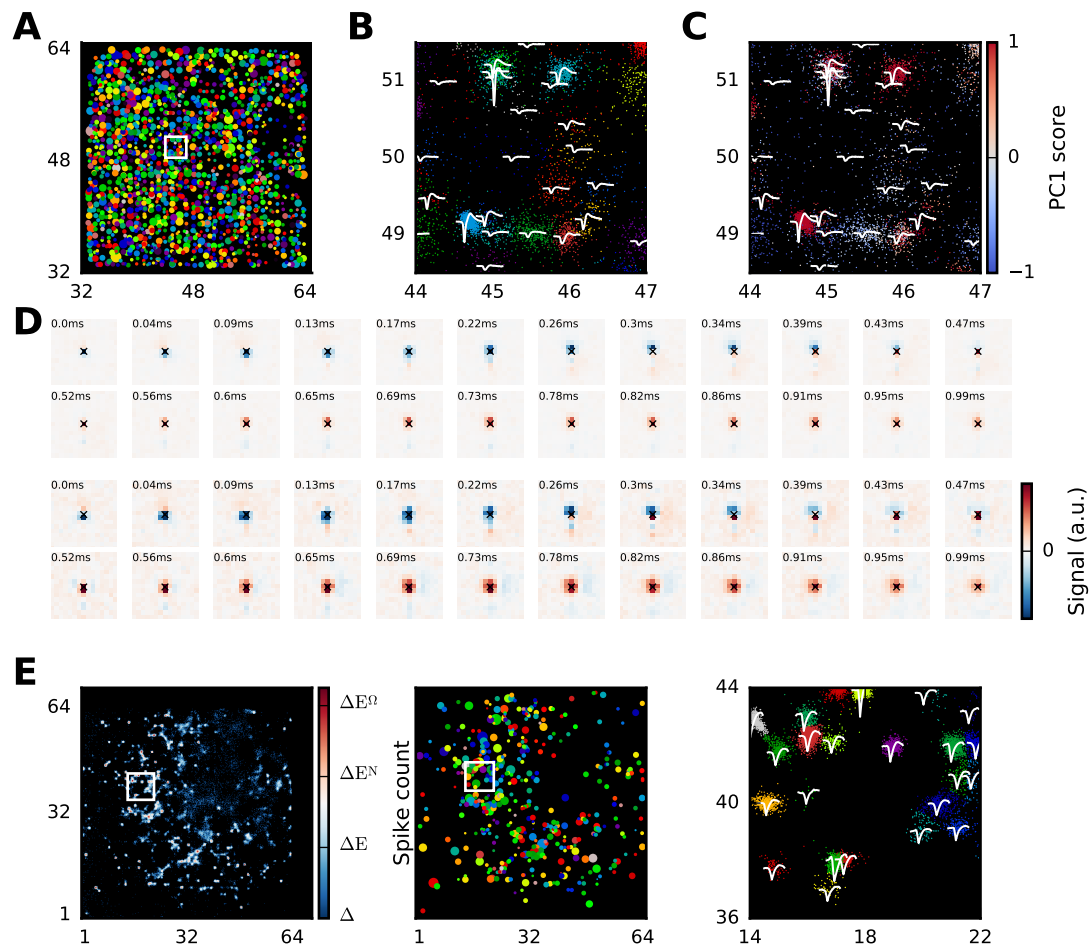 A
B
C
64
48
32
32
48
64
51
50
49
44
45
46
47
51
50
49
44
45
46
47
1
0
−1
PC1 score
D
0.0ms
0.04ms
0.09ms
0.13ms
0.17ms
0.22ms
0.26ms
0.3ms
0.34ms
0.39ms
0.43ms
0.47ms
0.52ms
0.56ms
0.6ms
0.65ms
0.69ms
0.73ms
0.78ms
0.82ms
0.86ms
0.91ms
0.95ms
0.99ms
0.0ms
0.04ms
0.09ms
0.13ms
0.17ms
0.22ms
0.26ms
0.3ms
0.34ms
0.39ms
0.43ms
0.47ms
0.52ms
0.56ms
0.6ms
0.65ms
0.69ms
0.73ms
0.78ms
0.82ms
0.86ms
0.91ms
0.95ms
0.99ms
0
Signal (a.u.)
E
64
32
1
1
32
64
ΔE^Ω
ΔE^N
ΔE
Δ
Spike count
1
32
64
44
40
36
14
18
22